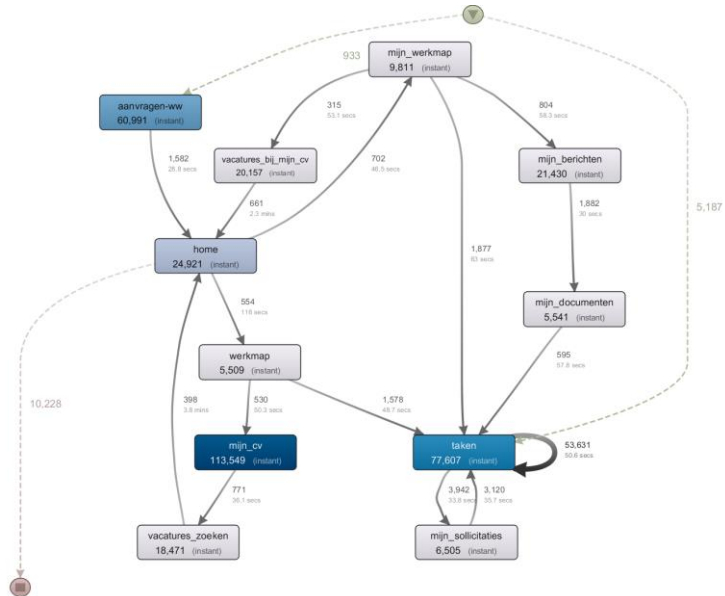 933
mijn_werkmap
9,811 (instant)
aanvragen-ww
60,991 (instant)
315
53.1 secs
804
58.3 secs
1,582
28.8 secs
vacatures_bij_mijn_cv
20,157 (instant)
702
46.5 secs
mijn_berichten
21,430 (instant)
661
2.3 mins
1,882
30 secs
5,187
home
24,921 (instant)
1,877
63 secs
554
116 secs
mijn_documenten
5,541 (instant)
werkmap
5,509 (instant)
595
57.8 secs
10,228
398
3.8 mins
530
50.3 secs
1,578
48.7 secs
mijn_cv
113,549 (instant)
taken
77,607 (instant)
53,631
50.6 secs
771
36.1 secs
3,942
33.8 secs
3,120
35.7 secs
vacatures_zoeken
18,471 (instant)
mijn_sollicitaties
6,505 (instant)